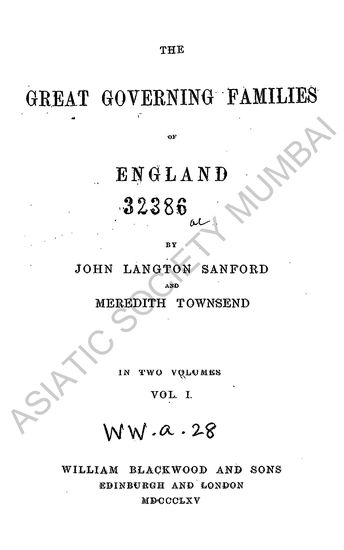 THE
GREAT GOVERNING FAMILIES
OF
ENGLAND
32386
al
BY
JOHN LANGTON SANFORD
AND
MEREDITH TOWNSEND
IN TWO VOLUMES
VOL. I.
WW.a.28
WILLIAM BLACKWOOD AND SONS
EDINBURGH AND LONDON
MDCCCLXV
ASIATIC SOCIETY MUMBAI